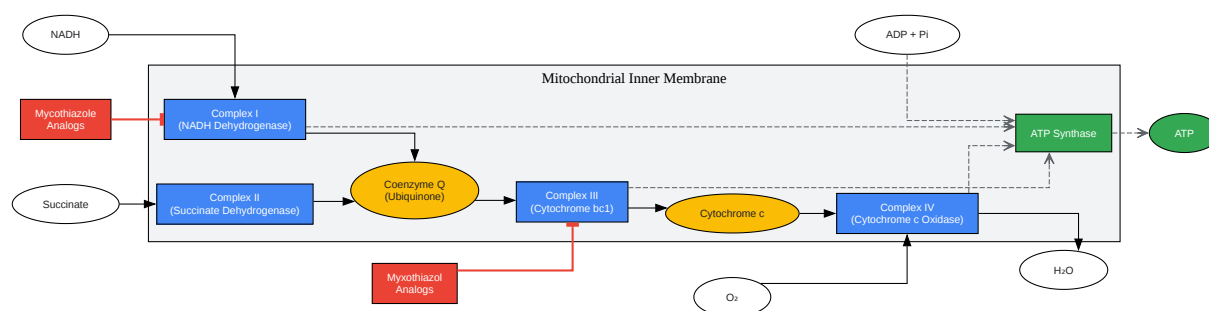 NADH
ADP + Pi
Mitochondrial Inner Membrane
Mycothiazole
Analogs
Complex I
(NADH Dehydrogenase)
ATP Synthase
ATP
Succinate
Complex II
(Succinate Dehydrogenase)
Coenzyme Q
(Ubiquinone)
Complex III
(Cytochrome bc1)
Cytochrome c
Complex IV
(Cytochrome c Oxidase)
Myxothiazol
Analogs
O₂
H₂O